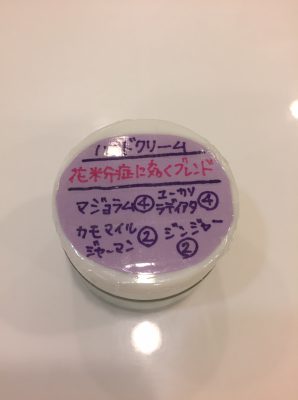 ハンドクリーム
花粉症に効くブレンド
マジョラム④ ユーカリ
ラディアタ④
カモマイル
ジャーマン② ジンジャー
②